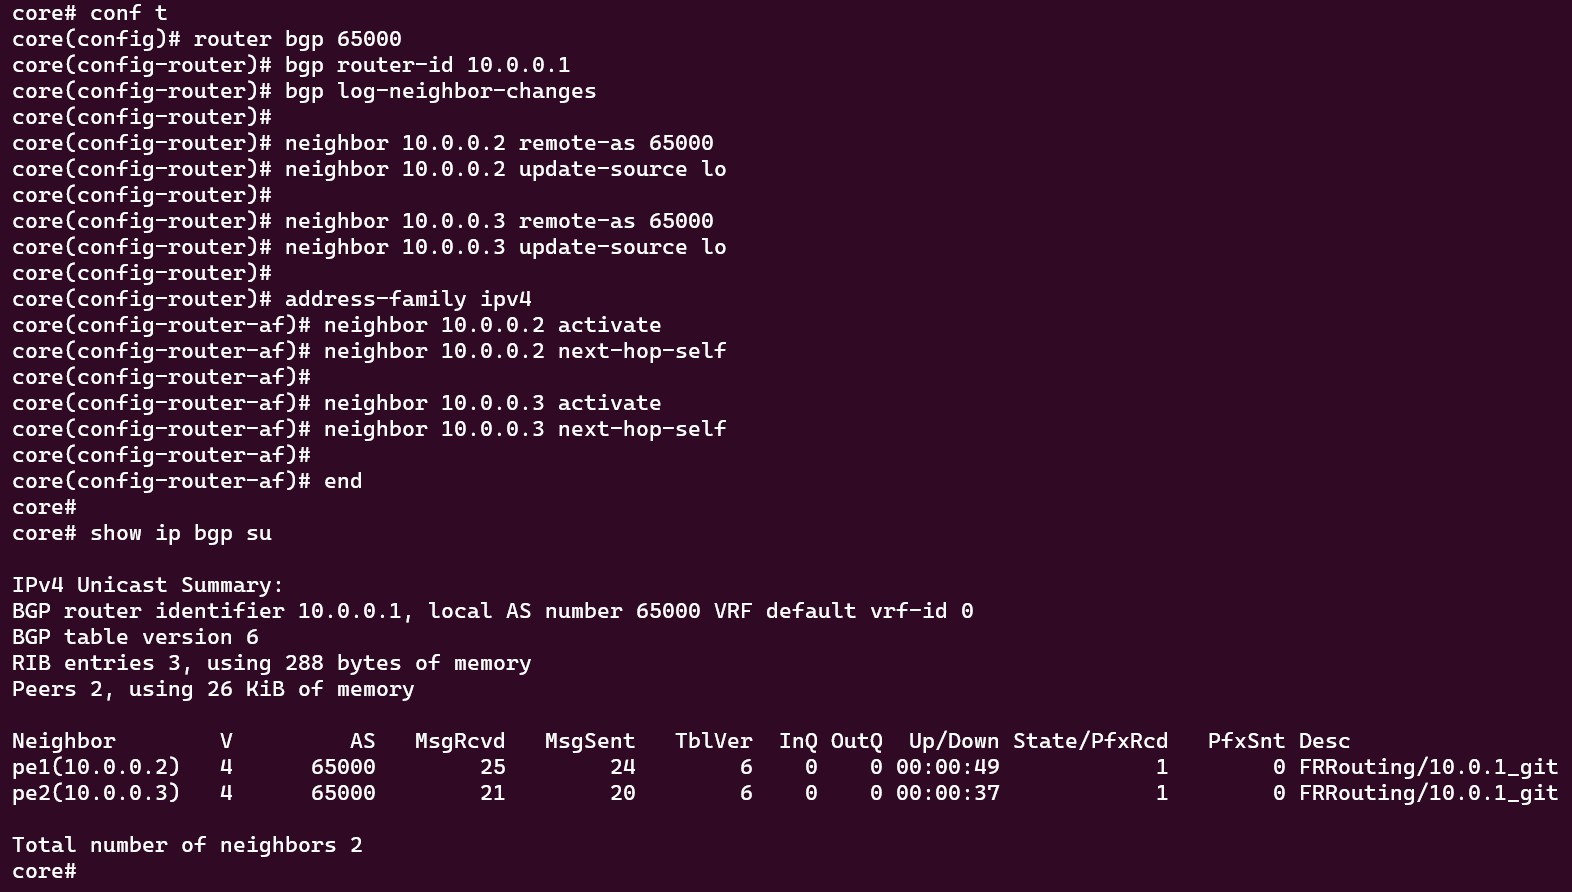 core# conf t
core(config)# router bgp 65000
core(config-router)# bgp router-id 10.0.0.1
core(config-router)# bgp log-neighbor-changes
core(config-router)#
core(config-router)# neighbor 10.0.0.2 remote-as 65000
core(config-router)# neighbor 10.0.0.2 update-source lo
core(config-router)#
core(config-router)# neighbor 10.0.0.3 remote-as 65000
core(config-router)# neighbor 10.0.0.3 update-source lo
core(config-router)#
core(config-router)# address-family ipv4
core(config-router-af)# neighbor 10.0.0.2 activate
core(config-router-af)# neighbor 10.0.0.2 next-hop-self
core(config-router-af)#
core(config-router-af)# neighbor 10.0.0.3 activate
core(config-router-af)# neighbor 10.0.0.3 next-hop-self
core(config-router-af)#
core(config-router-af)# end
core#
core# show ip bgp su

IPv4 Unicast Summary:
BGP router identifier 10.0.0.1, local AS number 65000 VRF default vrf-id 0
BGP table version 6
RIB entries 3, using 288 bytes of memory
Peers 2, using 26 KiB of memory

Neighbor        V         AS   MsgRcvd   MsgSent   TblVer  InQ OutQ  Up/Down State/PfxRcd   PfxSnt Desc
pe1(10.0.0.2)   4      65000        25        24        6    0    0 00:00:49            1        0 FRRouting/10.0.1_git
pe2(10.0.0.3)   4      65000        21        20        6    0    0 00:00:37            1        0 FRRouting/10.0.1_git

Total number of neighbors 2
core#